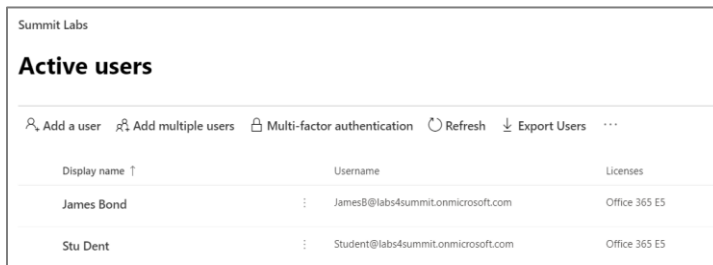 Summit Labs
Active users
Add a user Add multiple users Multi-factor authentication Refresh Export Users ...
Display name ↑ Username Licenses
James Bond JamesB@labs4summit.onmicrosoft.com Office 365 E5
Stu Dent Student@labs4summit.onmicrosoft.com Office 365 E5